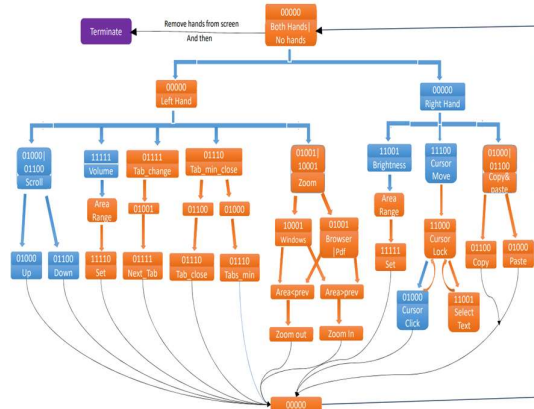 00000
Both Hands|
No hands
Remove hands from screen
And then
Terminate
00000
Left Hand
00000
Right Hand
01000|
01100
Scroll
11111
Volume
01111
Tab_change
01110
Tab_min_close
01001|
10001
Zoom
11001
Brightness
11100
Cursor
Move
01000|
01100
Copy&
paste
Area
Range
01001
01100
01000
10001
Windows
01001
Browser
|Pdf
Area
Range
11000
Cursor
Lock
01000
Up
01100
Down
11110
Set
11110
Next_Tab
01110
Tab_close
01110
Tabs_min
Area<prev
Area>prev
11111
Set
01100
Copy
01000
Paste
01000
Cursor
Click
11001
Select
Text
Zoom out
Zoom In
00000